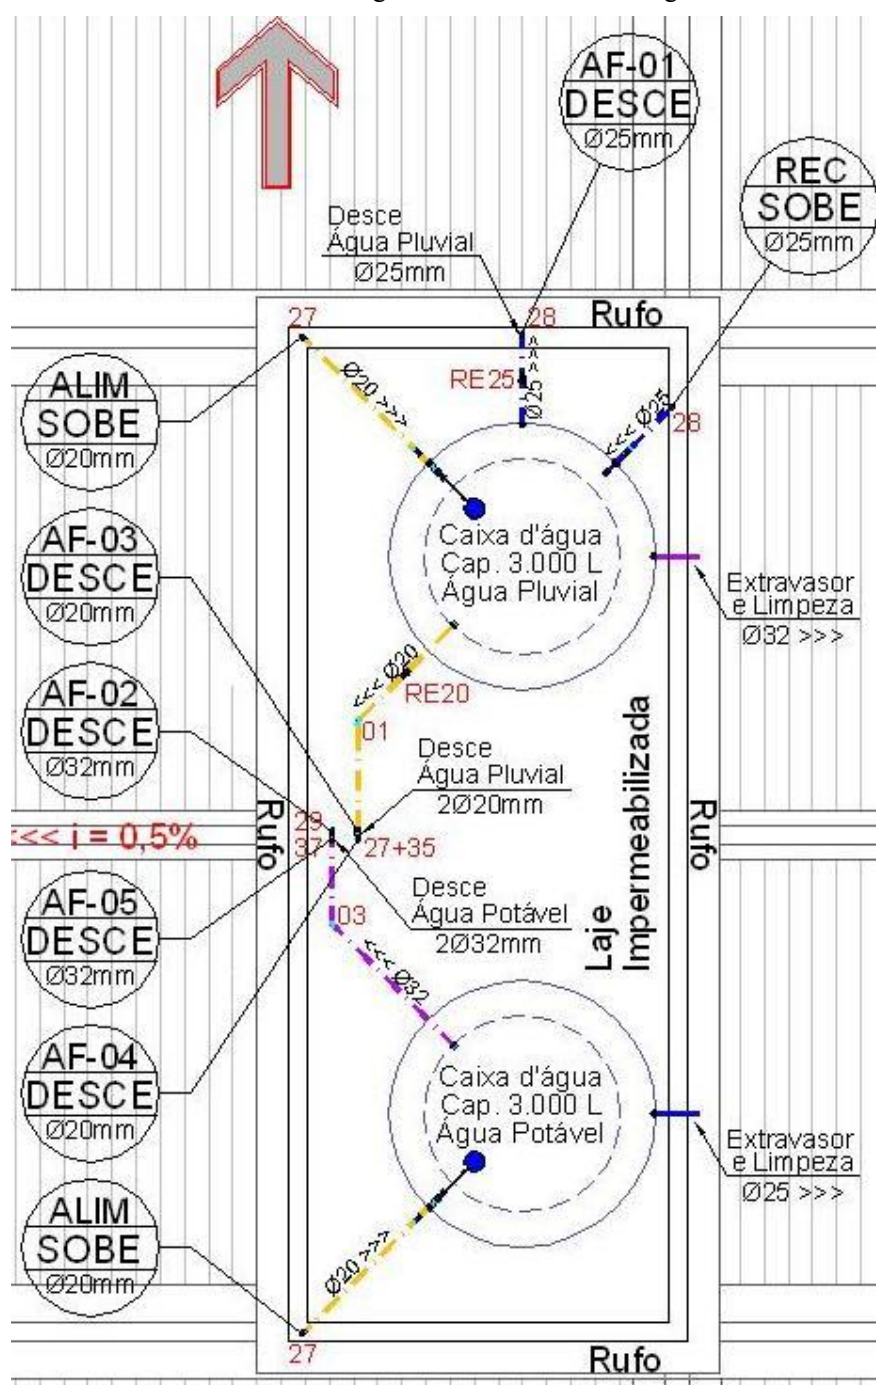 AF-01
DESCE
Ø25mm
REC
SOBE
Ø25mm
Desce
Água Pluvial
Ø25mm
27
28
Rufo
ALIM
SOBE
Ø20mm
Ø20 >>>
RE25
Ø25 >>>
<<< Ø25
28
AF-03
DESCE
Ø20mm
Caixa d'água
Cap. 3.000 L
Água Pluvial
Extravasor
e Limpeza
Ø32 >>>
<<< Ø20
RE20
AF-02
DESCE
Ø32mm
01
Desce
Água Pluvial
2Ø20mm
Laje
Impermeabilizada
<<< i = 0,5%
Rufo
29
37
27+35
Rufo
AF-05
DESCE
Ø32mm
03
Desce
Água Potável
2Ø32mm
<<< Ø32
AF-04
DESCE
Ø20mm
Caixa d'água
Cap. 3.000 L
Água Potável
Extravasor
e Limpeza
Ø25 >>>
ALIM
SOBE
Ø20mm
Ø20 >>>
27
Rufo